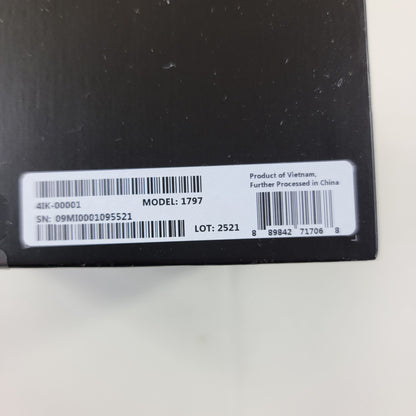 4IK-00001
MODEL: 1797
SN: 09MI0001095521
LOT: 2521
Product of Vietnam,
Further Processed in China
8 89842 71706 8